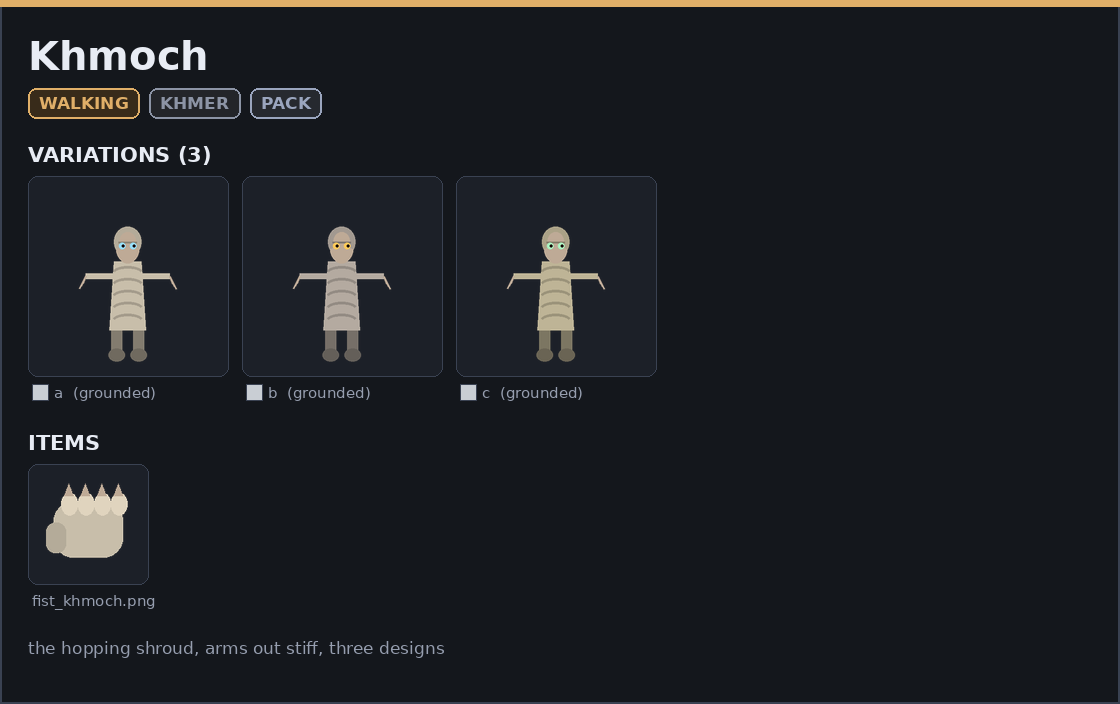 Khmoch
WALKING KHMER PACK
VARIATIONS (3)
a (grounded) b (grounded) c (grounded)
ITEMS
fist_khmoch.png
the hopping shroud, arms out stiff, three designs